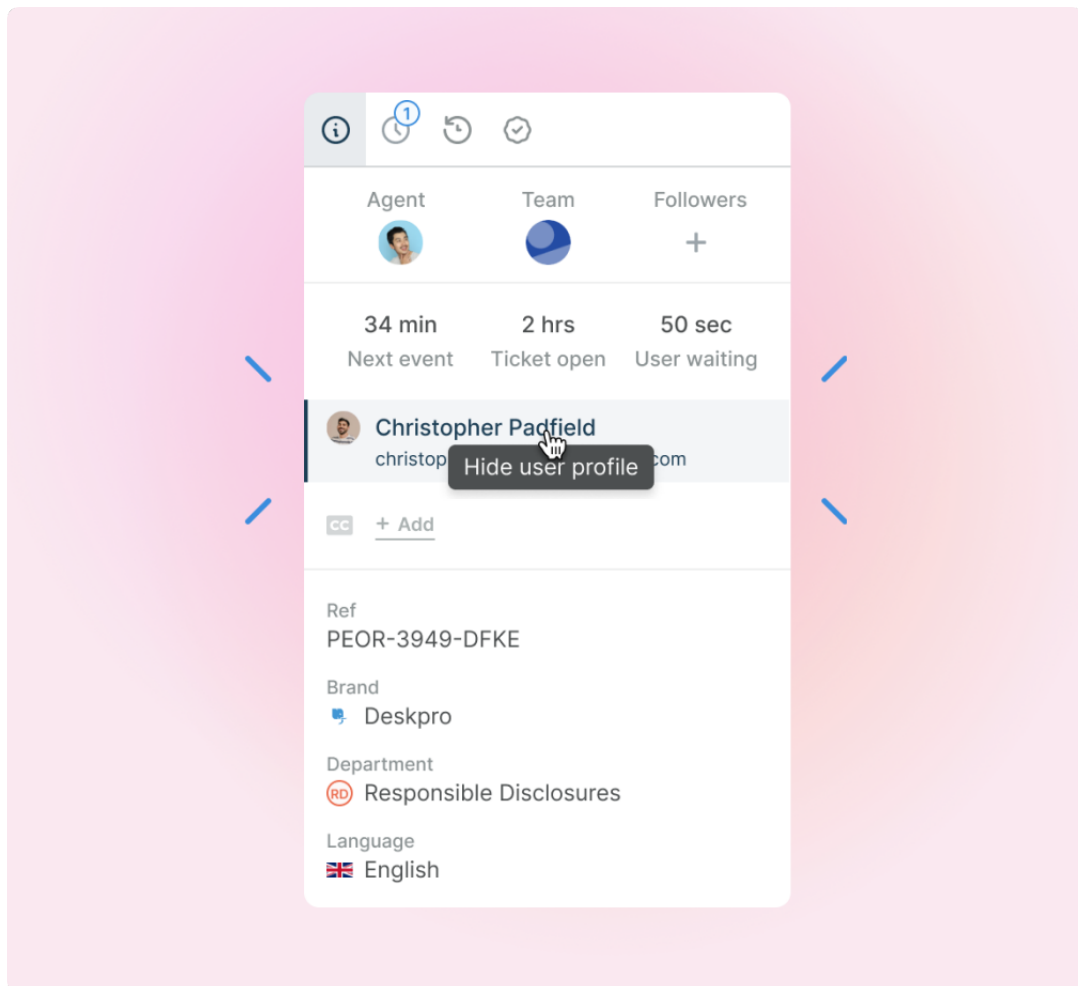 1
Agent Team Followers
+
34 min 2 hrs 50 sec
Next event Ticket open User waiting
Christopher Padfield
christop com
Hide user profile
CC + Add
Ref
PEOR-3949-DFKE
Brand
Deskpro
Department
RD Responsible Disclosures
Language
English